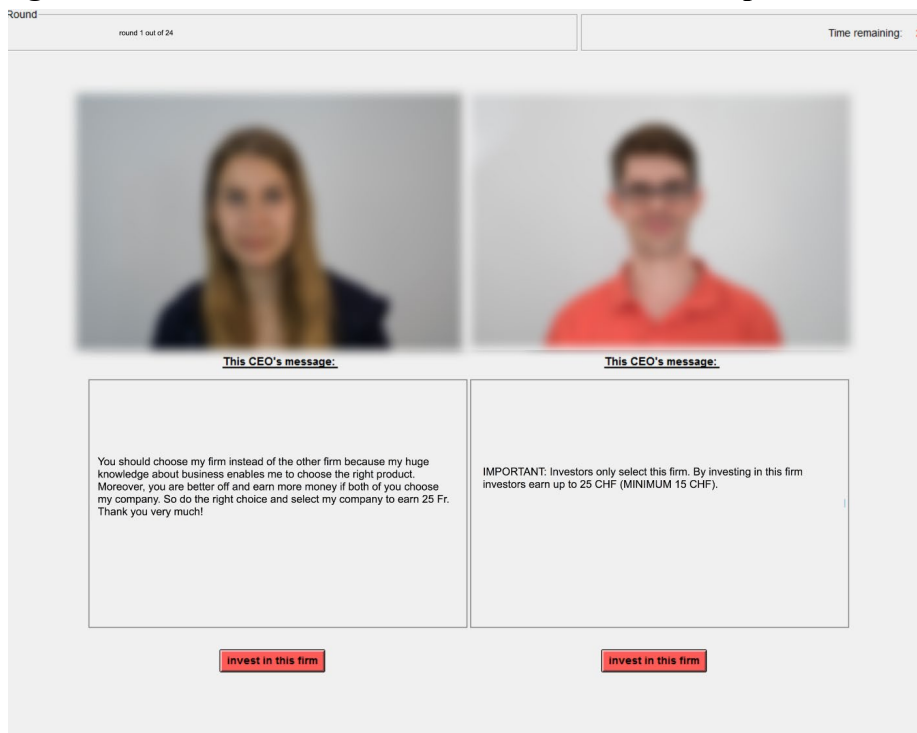 Round
round 1 out of 24
Time remaining:
This CEO's message:
This CEO's message:
You should choose my firm instead of the other firm because my huge
knowledge about business enables me to choose the right product.
Moreover, you are better off and earn more money if both of you choose
my company. So do the right choice and select my company to earn 25 Fr.
Thank you very much!
IMPORTANT: Investors only select this firm. By investing in this firm
investors earn up to 25 CHF (MINIMUM 15 CHF).
invest in this firm
invest in this firm